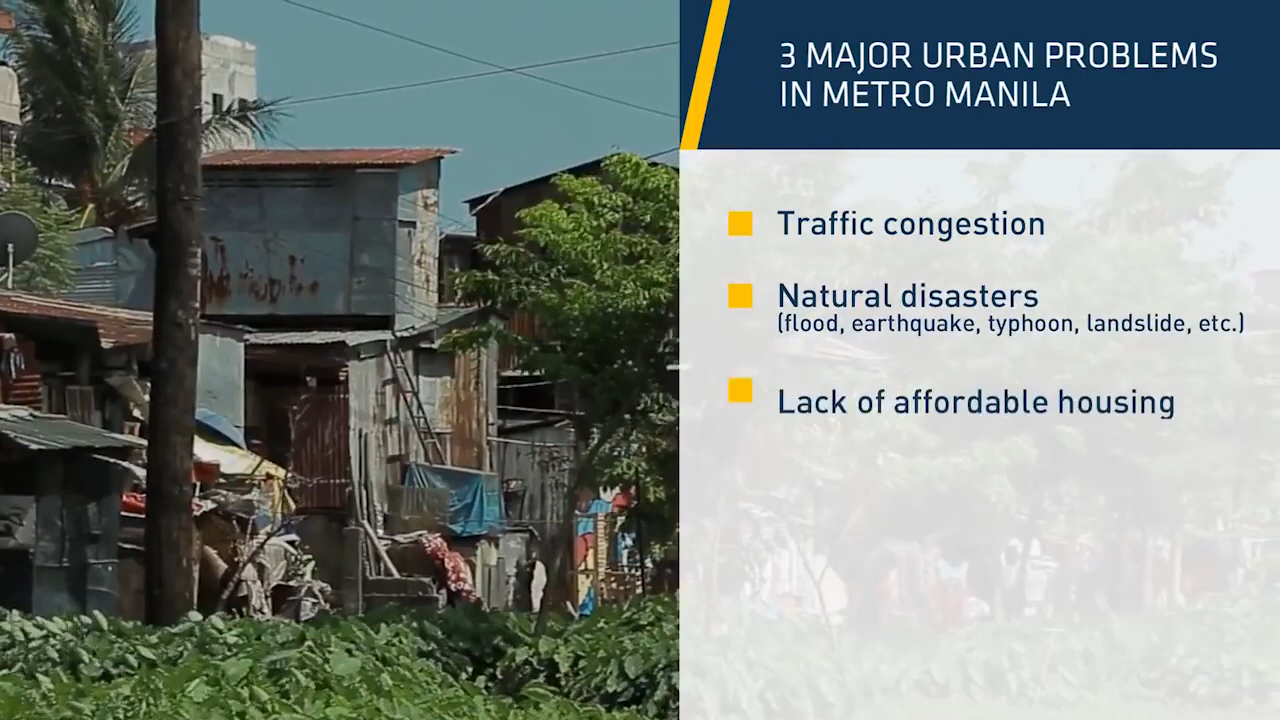 3 MAJOR URBAN PROBLEMS
IN METRO MANILA
Traffic congestion
Natural disasters
(flood, earthquake, typhoon, landslide, etc.)
Lack of affordable housing